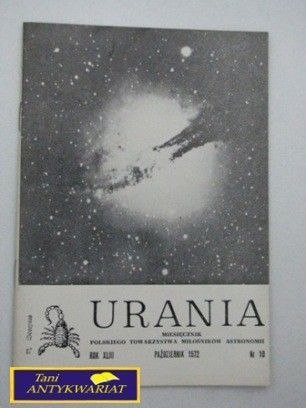 URANIA
MIESIĘCZNIK
POLSKIEGO TOWARZYSTWA MIŁOŚNIKÓW ASTRONOMII
ROK XLIII PAŹDZIERNIK 1972 Nr 10
Tani
ANTYKWARIAT